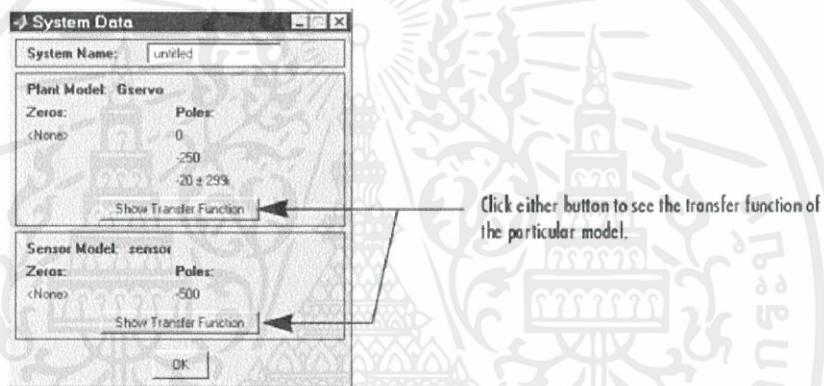 System Data
System Name: untitled
Plant Model: Gservo
Zeros: Poles:
<None> 0
-250
-20 ± 299i
Show Transfer Function
Click either button to see the transfer function of
the particular model.
Sensor Model: sensor
Zeros: Poles:
<None> -500
Show Transfer Function
OK